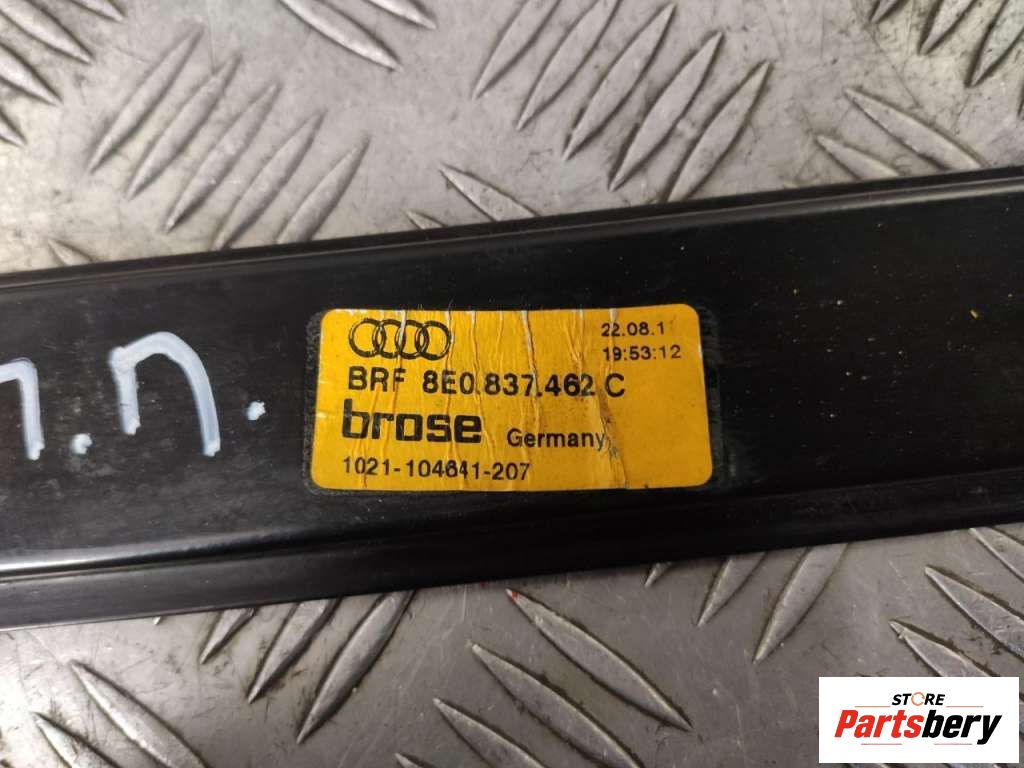 22.08.1
19:53:12
BRF 8E0.837.462 C
brose Germany
1021-104641-207
п.п.
STORE
Partsbery